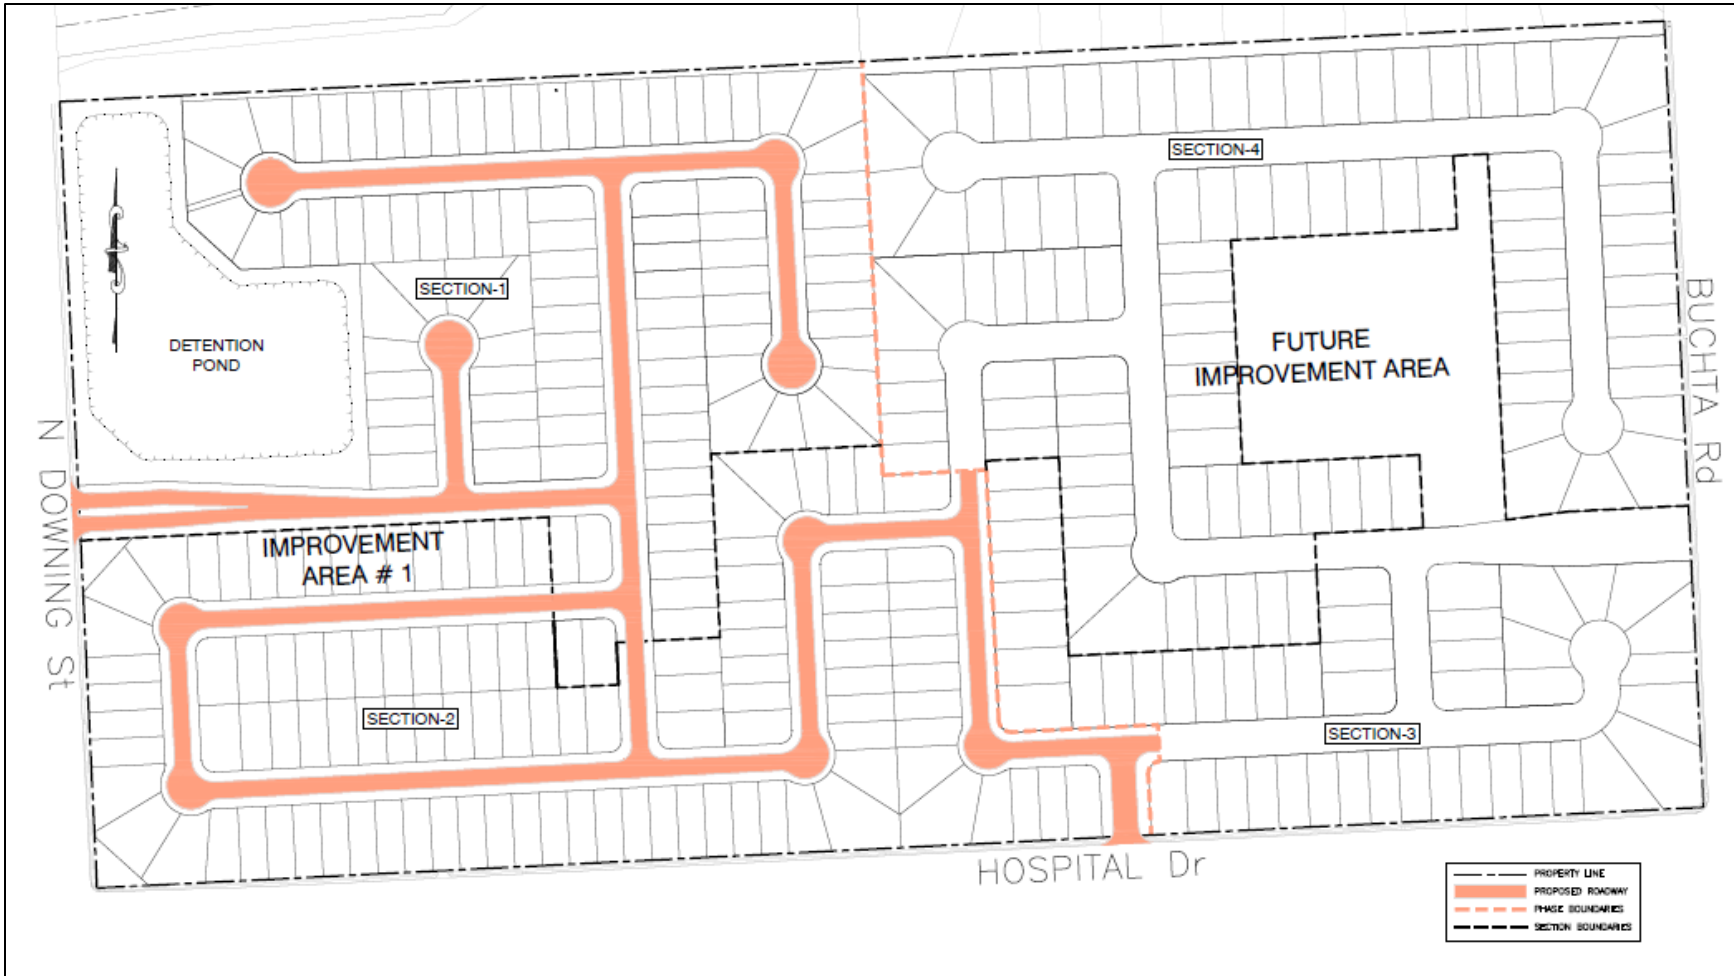 SECTION-4
SECTION-1
DETENTION
POND
FUTURE
IMPROVEMENT AREA
BUCHTA Rd
N DOWNING St
IMPROVEMENT
AREA # 1
SECTION-2
SECTION-3
HOSPITAL Dr
PROPERTY LINE
PROPOSED ROADWAY
PHASE BOUNDARIES
SECTION BOUNDARIES